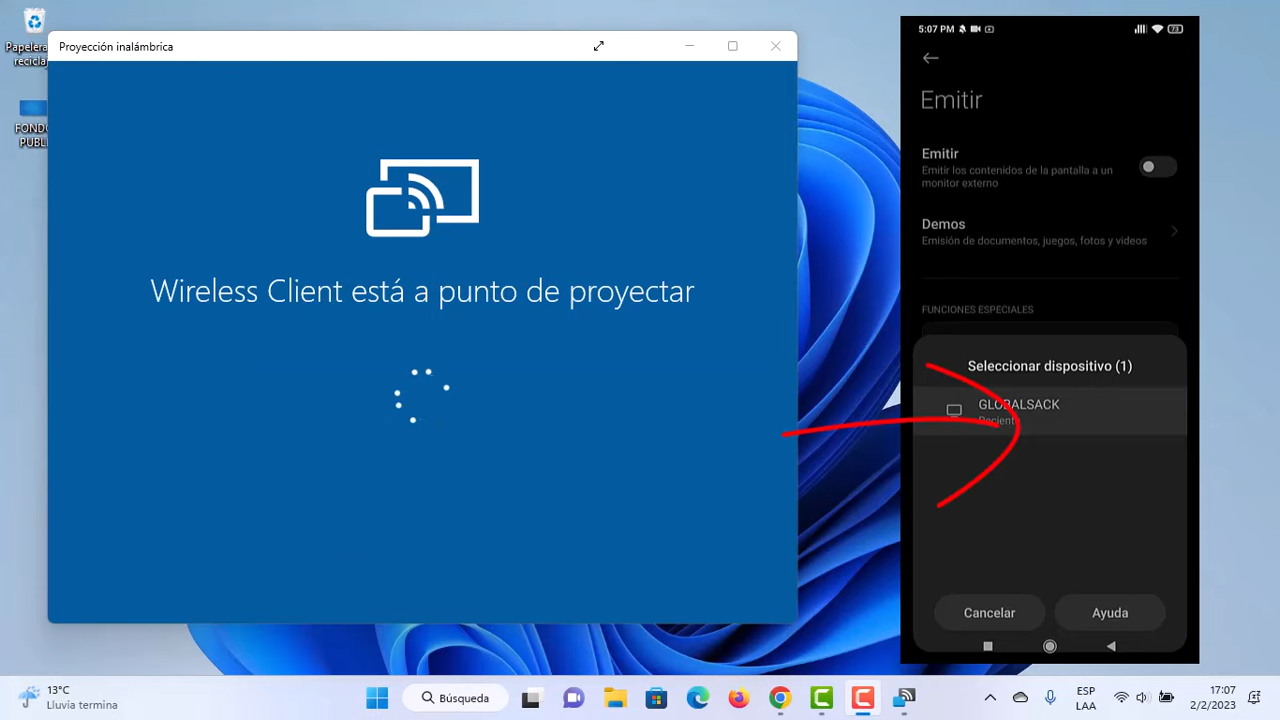 Papelera
recicla
FONDO
PUBLI
Proyección inalámbrica
Wireless Client está a punto de proyectar
5:07 PM
73
Emitir
Emitir
Emitir los contenidos de la pantalla a un
monitor externo
Demos
Emisión de documentos, juegos, fotos y videos
FUNCIONES ESPECIALES
Seleccionar dispositivo (1)
GLOBALSACK
Reciente
Cancelar
Ayuda
13°C
Lluvia termina
Búsqueda
ESP
LAA
17:07
2/2/2023